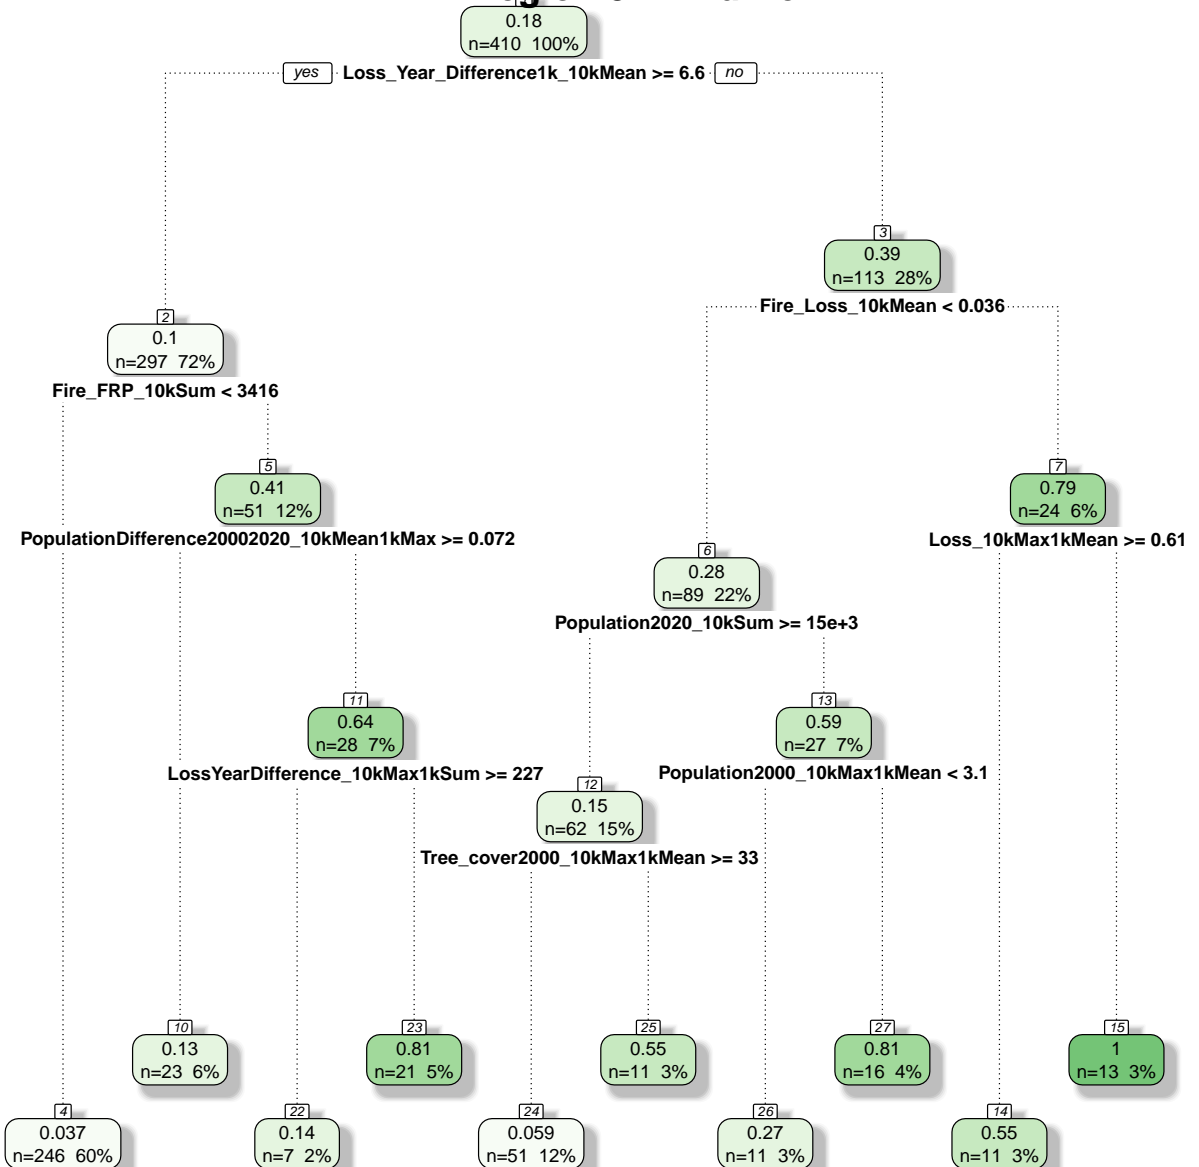 0.18
n=410 100%
yes Loss_Year_Difference1k_10kMean >= 6.6 no
3
0.39
n=113 28%
Fire_Loss_10kMean < 0.036
2
0.1
n=297 72%
Fire_FRP_10kSum < 3416
5
0.41
n=51 12%
PopulationDifference20002020_10kMean1kMax >= 0.072
7
0.79
n=24 6%
Loss_10kMax1kMean >= 0.61
6
0.28
n=89 22%
Population2020_10kSum >= 15e+3
11
0.64
n=28 7%
LossYearDifference_10kMax1kSum >= 227
13
0.59
n=27 7%
Population2000_10kMax1kMean < 3.1
12
0.15
n=62 15%
Tree_cover2000_10kMax1kMean >= 33
10
0.13
n=23 6%
23
0.81
n=21 5%
25
0.55
n=11 3%
27
0.81
n=16 4%
15
1
n=13 3%
4
0.037
n=246 60%
22
0.14
n=7 2%
24
0.059
n=51 12%
26
0.27
n=11 3%
14
0.55
n=11 3%